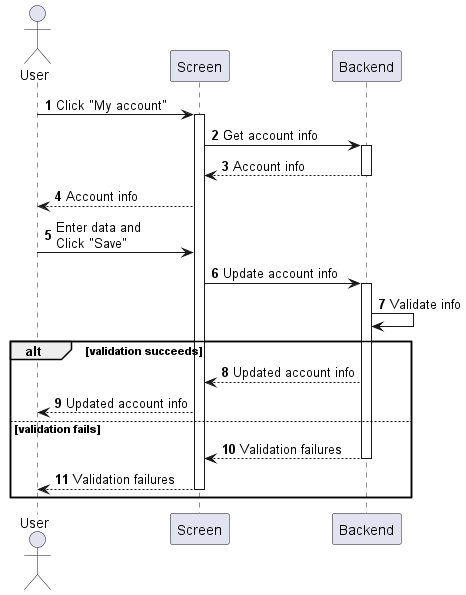 User
Screen
Backend
1 Click "My account"
2 Get account info
3 Account info
4 Account info
5 Enter data and
Click "Save"
6 Update account info
7 Validate info
alt [validation succeeds]
8 Updated account info
9 Updated account info
[validation fails]
10 Validation failures
11 Validation failures
User
Screen
Backend